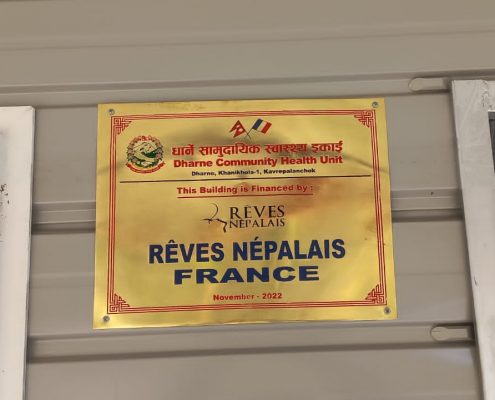 धार्ने सामुदायिक स्वास्थ्य इकाई
Dharne Community Health Unit
Dharno, Khanikhola-1, Kavrepalanchok
This Building is Financed by :
RÊVES
NÉPALAIS
RÊVES NÉPALAIS
FRANCE
November - 2022